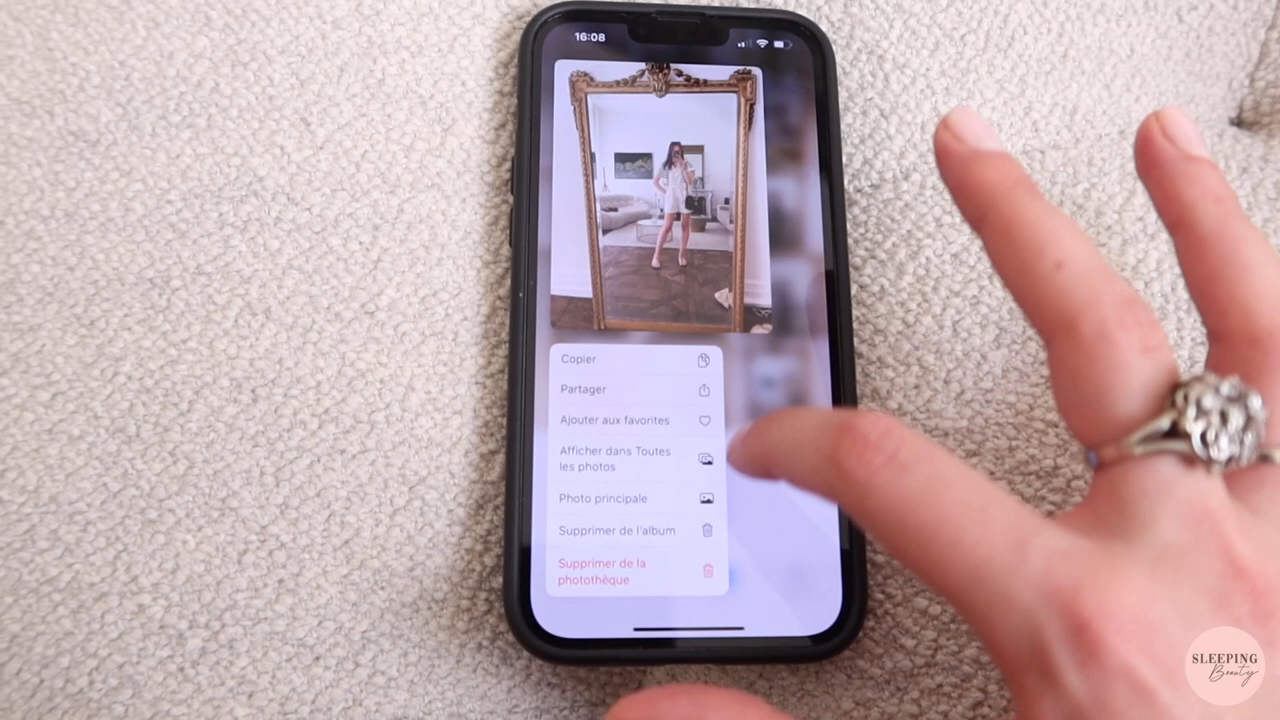 16:08
Copier
Partager
Ajouter aux favorites
Afficher dans Toutes
les photos
Photo principale
Supprimer de l'album
Supprimer de la
photothèque
SLEEPING
Beauty